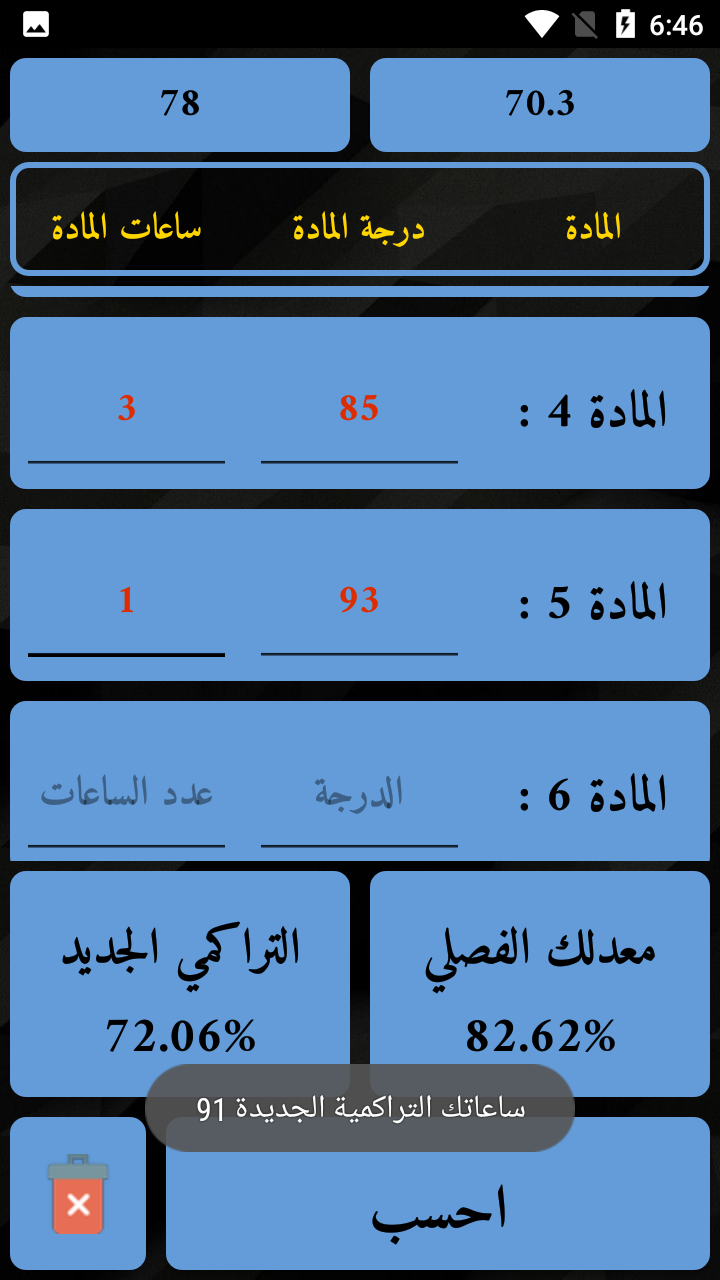 6:46
70.3 78
المادة درجة المادة ساعات المادة
المادة 4 : 85 3
المادة 5 : 93 1
المادة 6 : الدرجة عدد الساعات
معدلك الفصلي التراكمي الجديد
82.62% 72.06%
ساعاتك التراكمية الجديدة 91
احسب